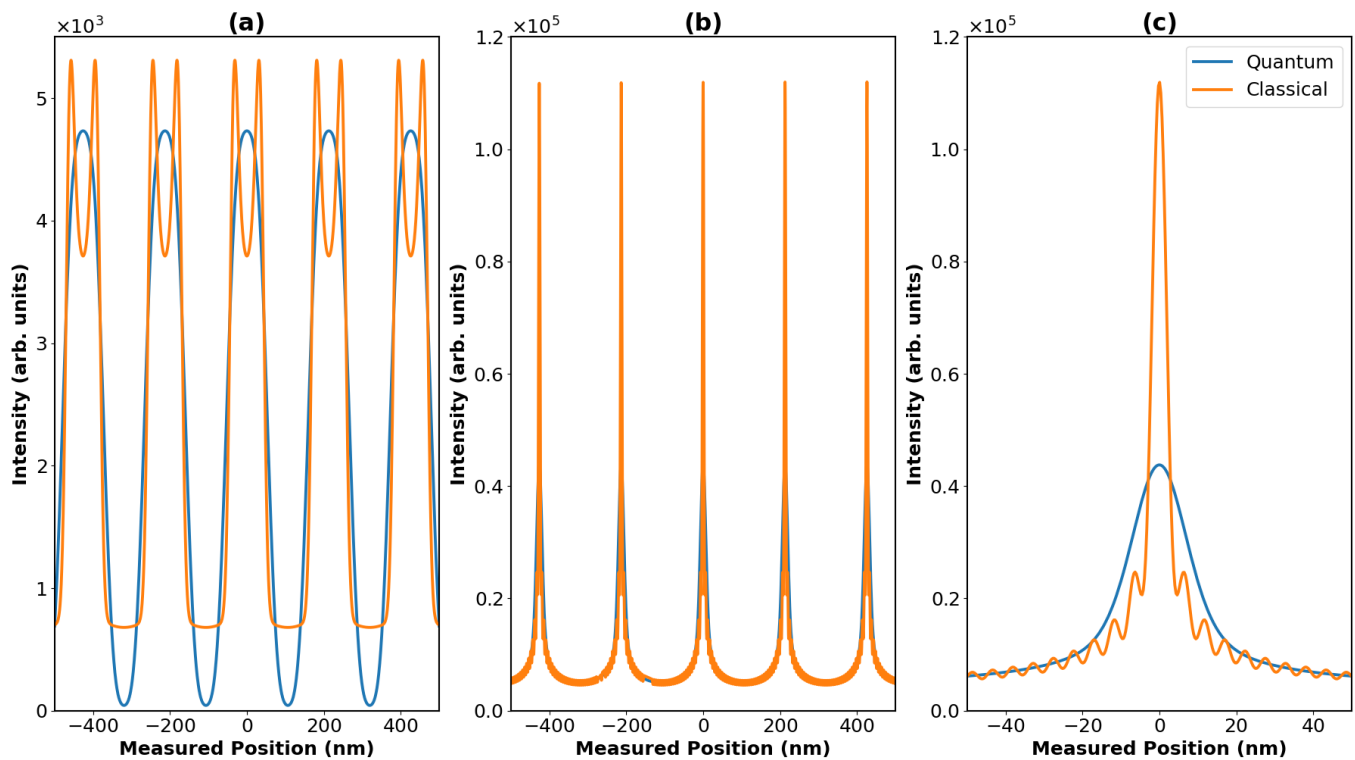 (a)
×10³
Intensity (arb. units)
5
4
3
2
1
0
−400 −200 0 200 400
Measured Position (nm)
(b)
×10⁵
Intensity (arb. units)
1.2
1.0
0.8
0.6
0.4
0.2
0.0
−400 −200 0 200 400
Measured Position (nm)
(c)
×10⁵
Quantum
Classical
Intensity (arb. units)
1.2
1.0
0.8
0.6
0.4
0.2
0.0
−40 −20 0 20 40
Measured Position (nm)